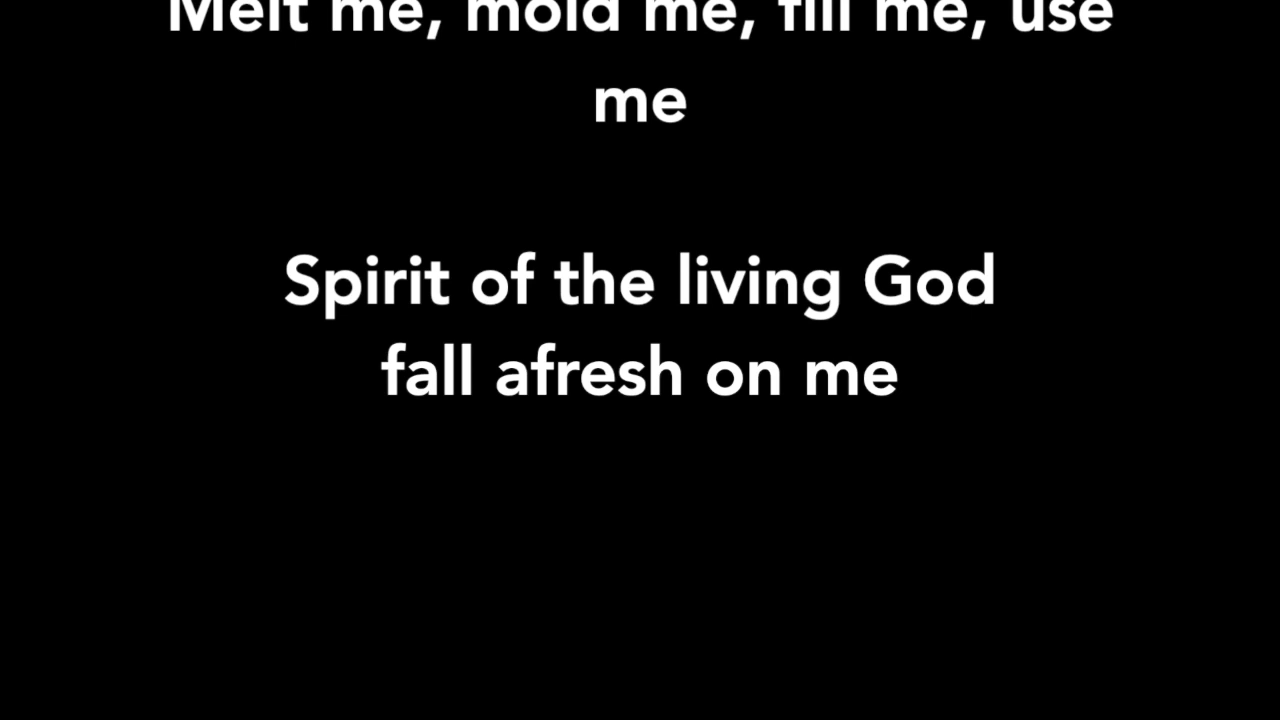 Melt me, mold me, fill me, use
me
Spirit of the living God
fall afresh on me